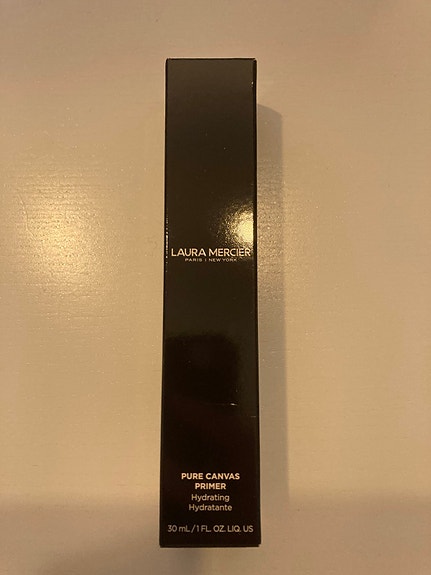 LAURA MERCIER
PARIS | NEW YORK
PURE CANVAS
PRIMER
Hydrating
Hydratante
30 mL / 1 FL. OZ. LIQ. US